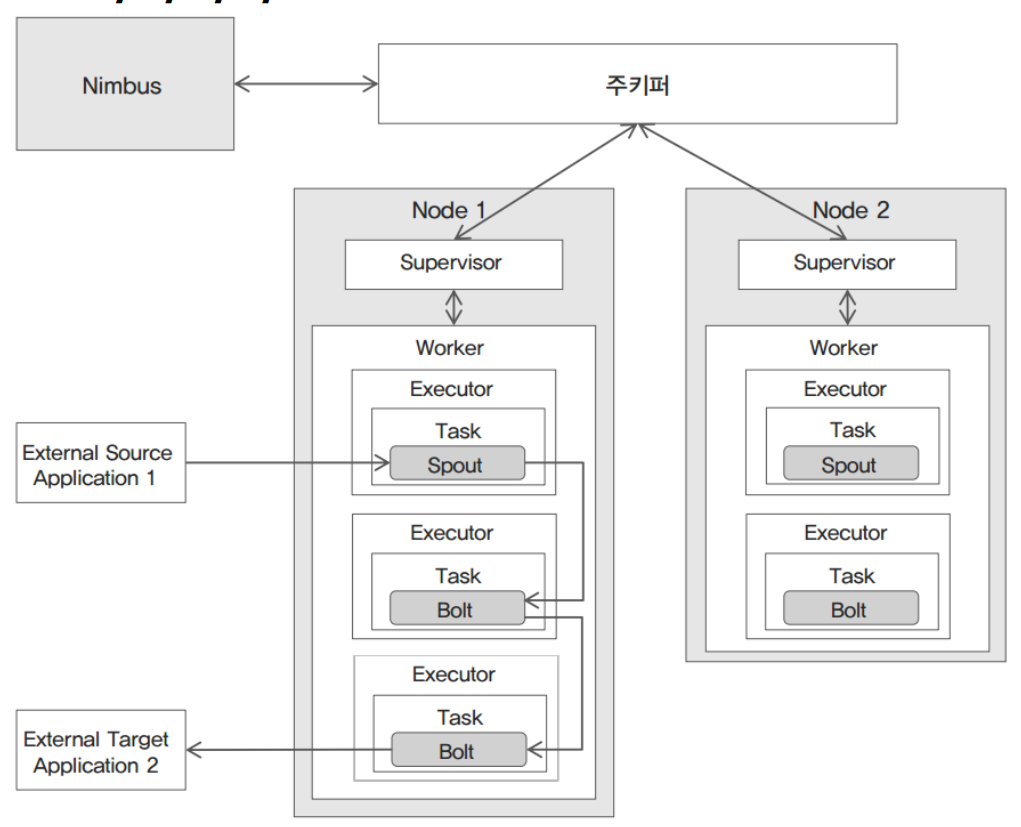 Nimbus
주키퍼
Node 1
Supervisor
Worker
Executor
Task
Spout
Executor
Task
Bolt
Executor
Task
Bolt
Node 2
Supervisor
Worker
Executor
Task
Spout
Executor
Task
Bolt
External Source
Application 1
External Target
Application 2